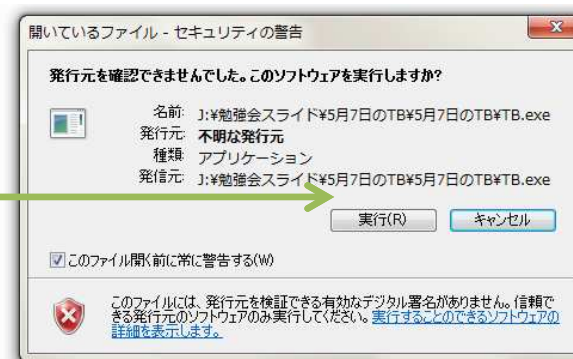 開いているファイル - セキュリティの警告
発行元を確認できませんでした。このソフトウェアを実行しますか?
名前: J:¥勉強会スライド¥5月7日のTB¥5月7日のTB¥TB.exe
発行元: 不明な発行元
種類: アプリケーション
発信元: J:¥勉強会スライド¥5月7日のTB¥5月7日のTB¥TB.exe
実行(R) キャンセル
このファイル開く前に常に警告する(W)
このファイルには、発行元を検証できる有効なデジタル署名がありません。信頼で
きる発行元のソフトウェアのみ実行してください。実行することのできるソフトウェアの
詳細を表示します。